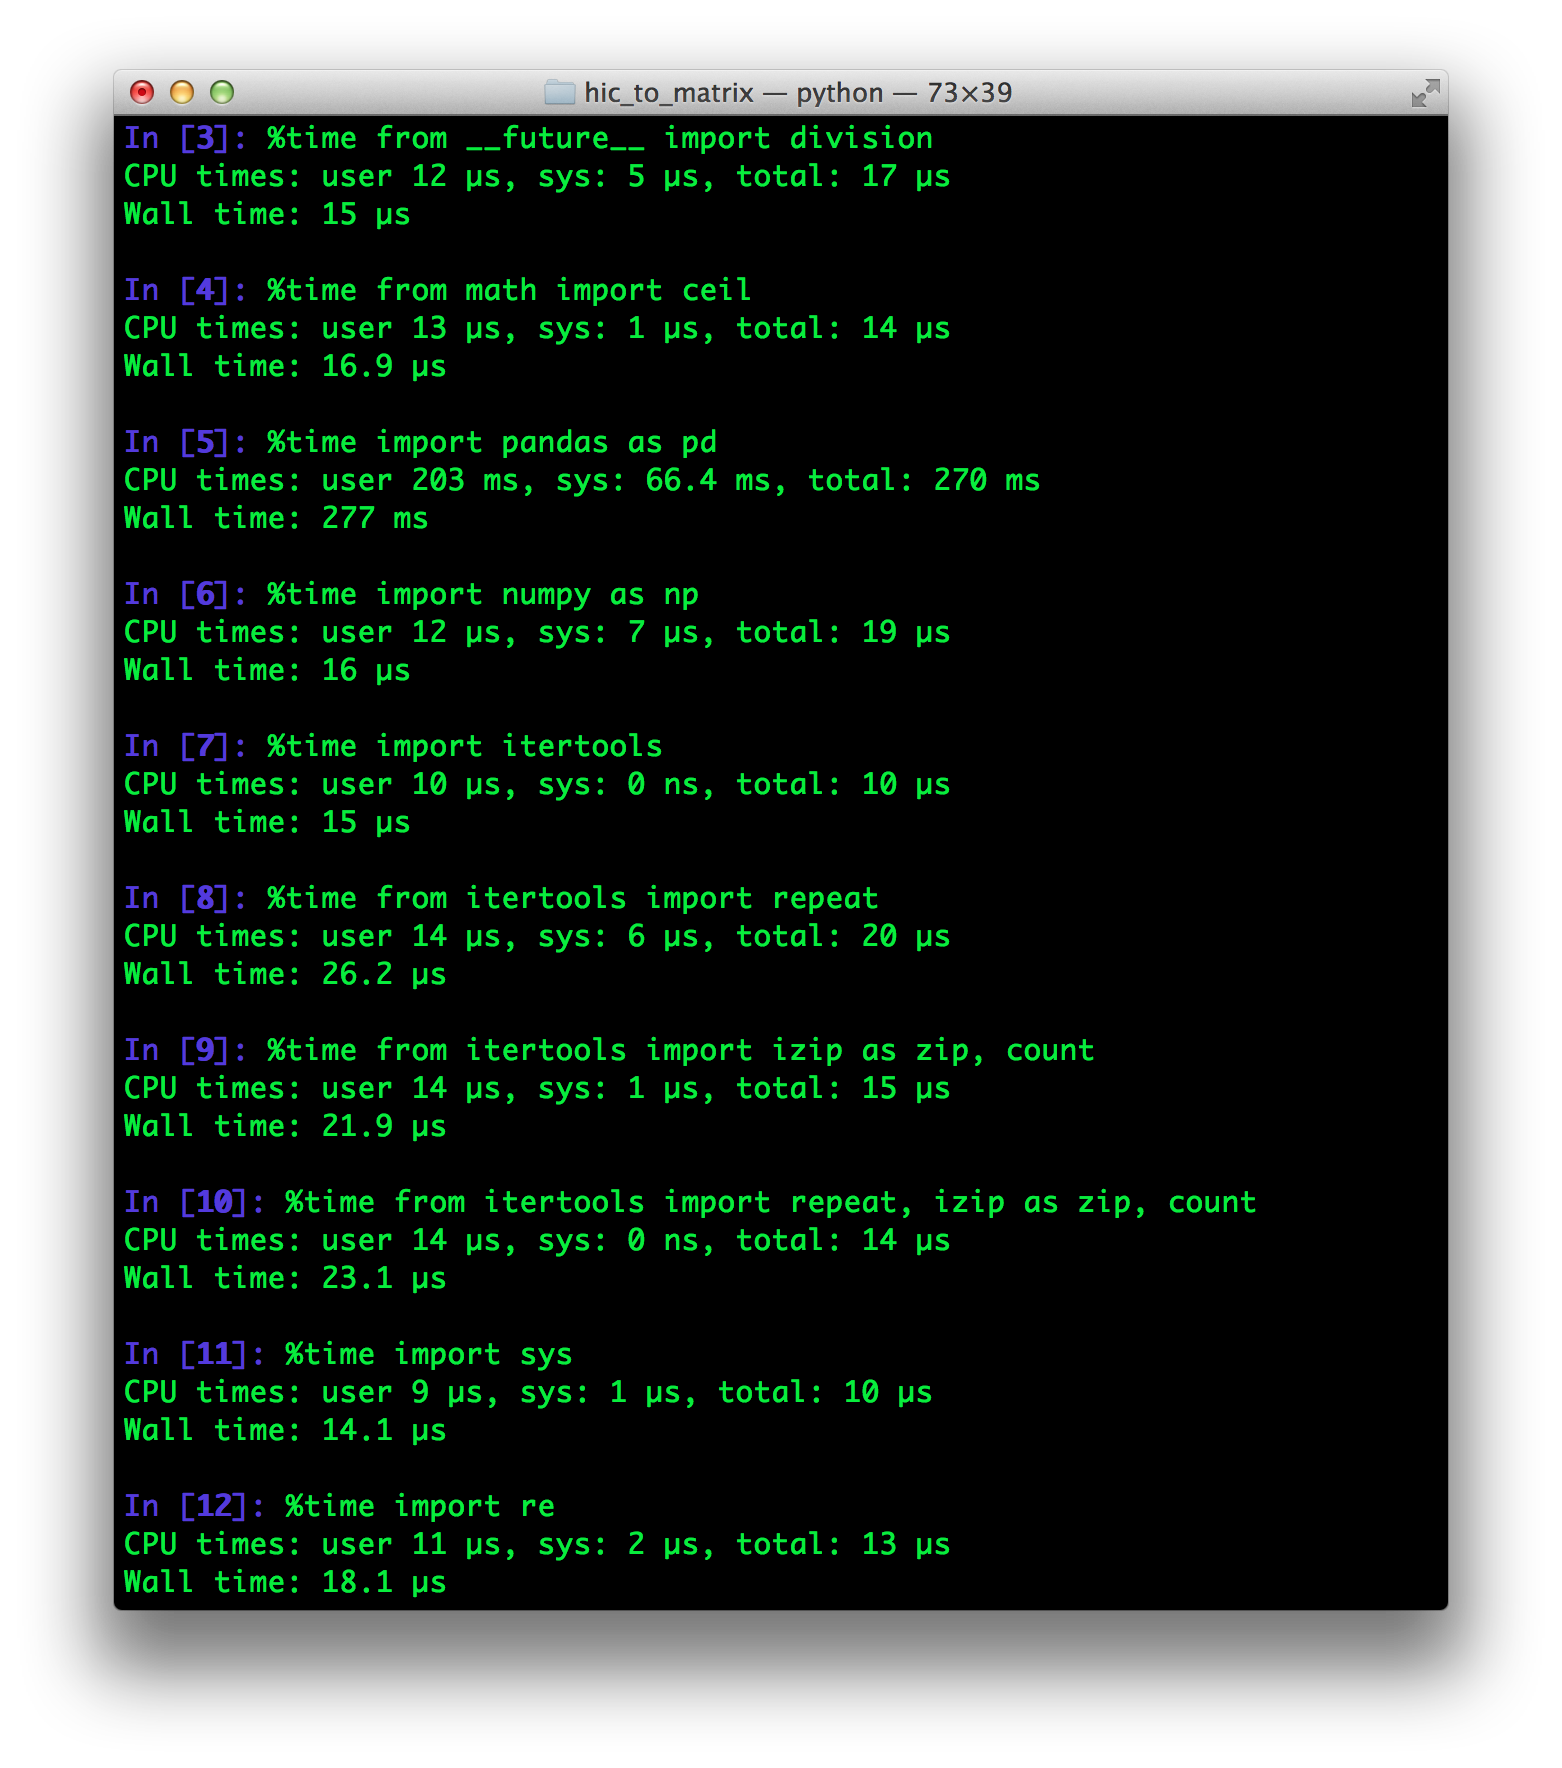 hic_to_matrix — python — 73×39
In [3]: %time from __future__ import division
CPU times: user 12 µs, sys: 5 µs, total: 17 µs
Wall time: 15 µs
In [4]: %time from math import ceil
CPU times: user 13 µs, sys: 1 µs, total: 14 µs
Wall time: 16.9 µs
In [5]: %time import pandas as pd
CPU times: user 203 ms, sys: 66.4 ms, total: 270 ms
Wall time: 277 ms
In [6]: %time import numpy as np
CPU times: user 12 µs, sys: 7 µs, total: 19 µs
Wall time: 16 µs
In [7]: %time import itertools
CPU times: user 10 µs, sys: 0 ns, total: 10 µs
Wall time: 15 µs
In [8]: %time from itertools import repeat
CPU times: user 14 µs, sys: 6 µs, total: 20 µs
Wall time: 26.2 µs
In [9]: %time from itertools import izip as zip, count
CPU times: user 14 µs, sys: 1 µs, total: 15 µs
Wall time: 21.9 µs
In [10]: %time from itertools import repeat, izip as zip, count
CPU times: user 14 µs, sys: 0 ns, total: 14 µs
Wall time: 23.1 µs
In [11]: %time import sys
CPU times: user 9 µs, sys: 1 µs, total: 10 µs
Wall time: 14.1 µs
In [12]: %time import re
CPU times: user 11 µs, sys: 2 µs, total: 13 µs
Wall time: 18.1 µs